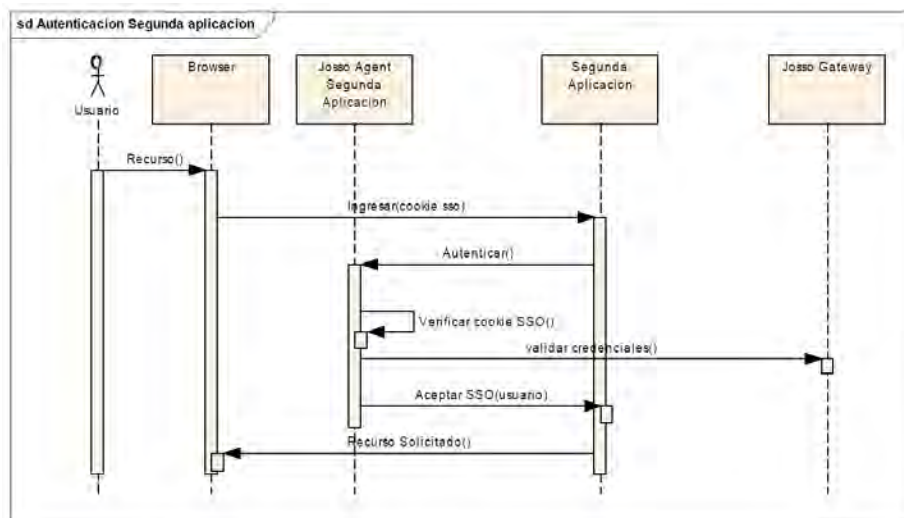 sd Autenticacion Segunda aplicacion
Usuario
Browser
Josso Agent
Segunda
Aplicacion
Segunda
Aplicacion
Josso Gateway
Recurso()
Ingresar(cookie sso)
Autenticar()
Verificar cookie SSO()
validar credenciales()
Aceptar SSO(usuario)
Recurso Solicitado()